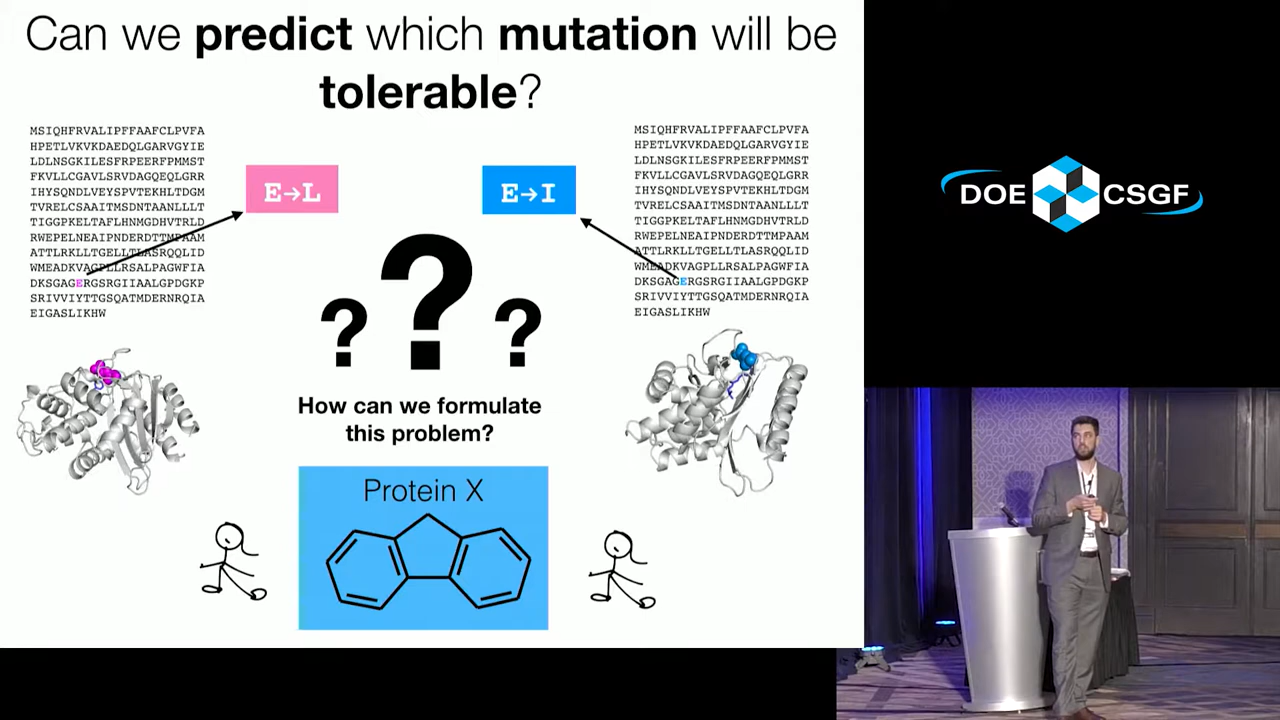 Can we predict which mutation will be
tolerable?
MSIQHFRVALIPFFAAFCLPVFA
HPETLVKVKDAEDQLGARVGYIE
LDLNSGKILESFRPEERFPMMST
FKVLLCGAVLSRVDAGQEQLGRR
IHYSQNDLVEYSPVTEKHLTDGM
TVRELCSAAITMSDNTAANLLLT
TIGGPKELTAFLHNMGDHVTRLD
RWEPELNEAIPNDERDTTMPAAM
ATTLRKLLTGELLTLASRQQLID
WMEADKVAGPLLRSALPAGWFIA
DKSGAGERGSRGIIAALGPDGKP
SRIVVIYTTGSQATMDERNRQIA
EIGASLIKHW
E→L
E→I
MSIQHFRVALIPFFAAFCLPVFA
HPETLVKVKDAEDQLGARVGYIE
LDLNSGKILESFRPEERFPMMST
FKVLLCGAVLSRVDAGQEQLGRR
IHYSQNDLVEYSPVTEKHLTDGM
TVRELCSAAITMSDNTAANLLLT
TIGGPKELTAFLHNMGDHVTRLD
RWEPELNEAIPNDERDTTMPAAM
ATTLRKLLTGELLTLASRQQLID
WMEADKVAGPLLRSALPAGWFIA
DKSGAGERGSRGIIAALGPDGKP
SRIVVIYTTGSQATMDERNRQIA
EIGASLIKHW
? ? ?
How can we formulate
this problem?
Protein X
DOE CSGF